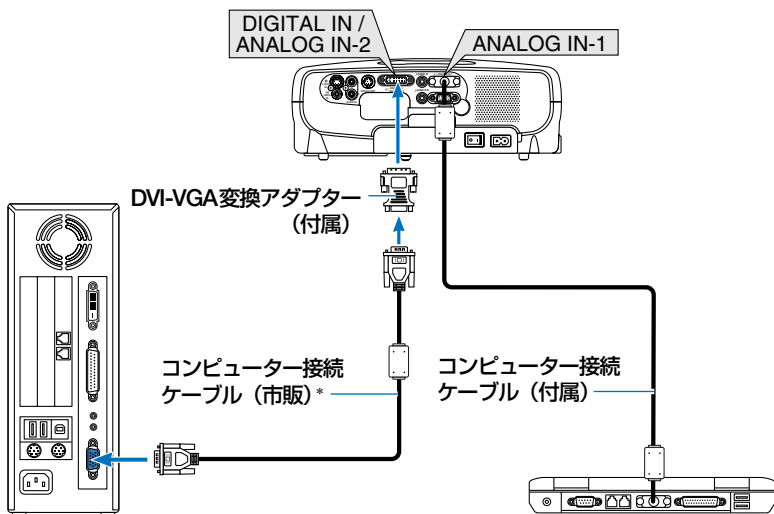 DIGITAL IN /
ANALOG IN-2
ANALOG IN-1
DVI-VGA変換アダプター
（付属）
コンピューター接続
ケーブル（市販）*
コンピューター接続
ケーブル（付属）